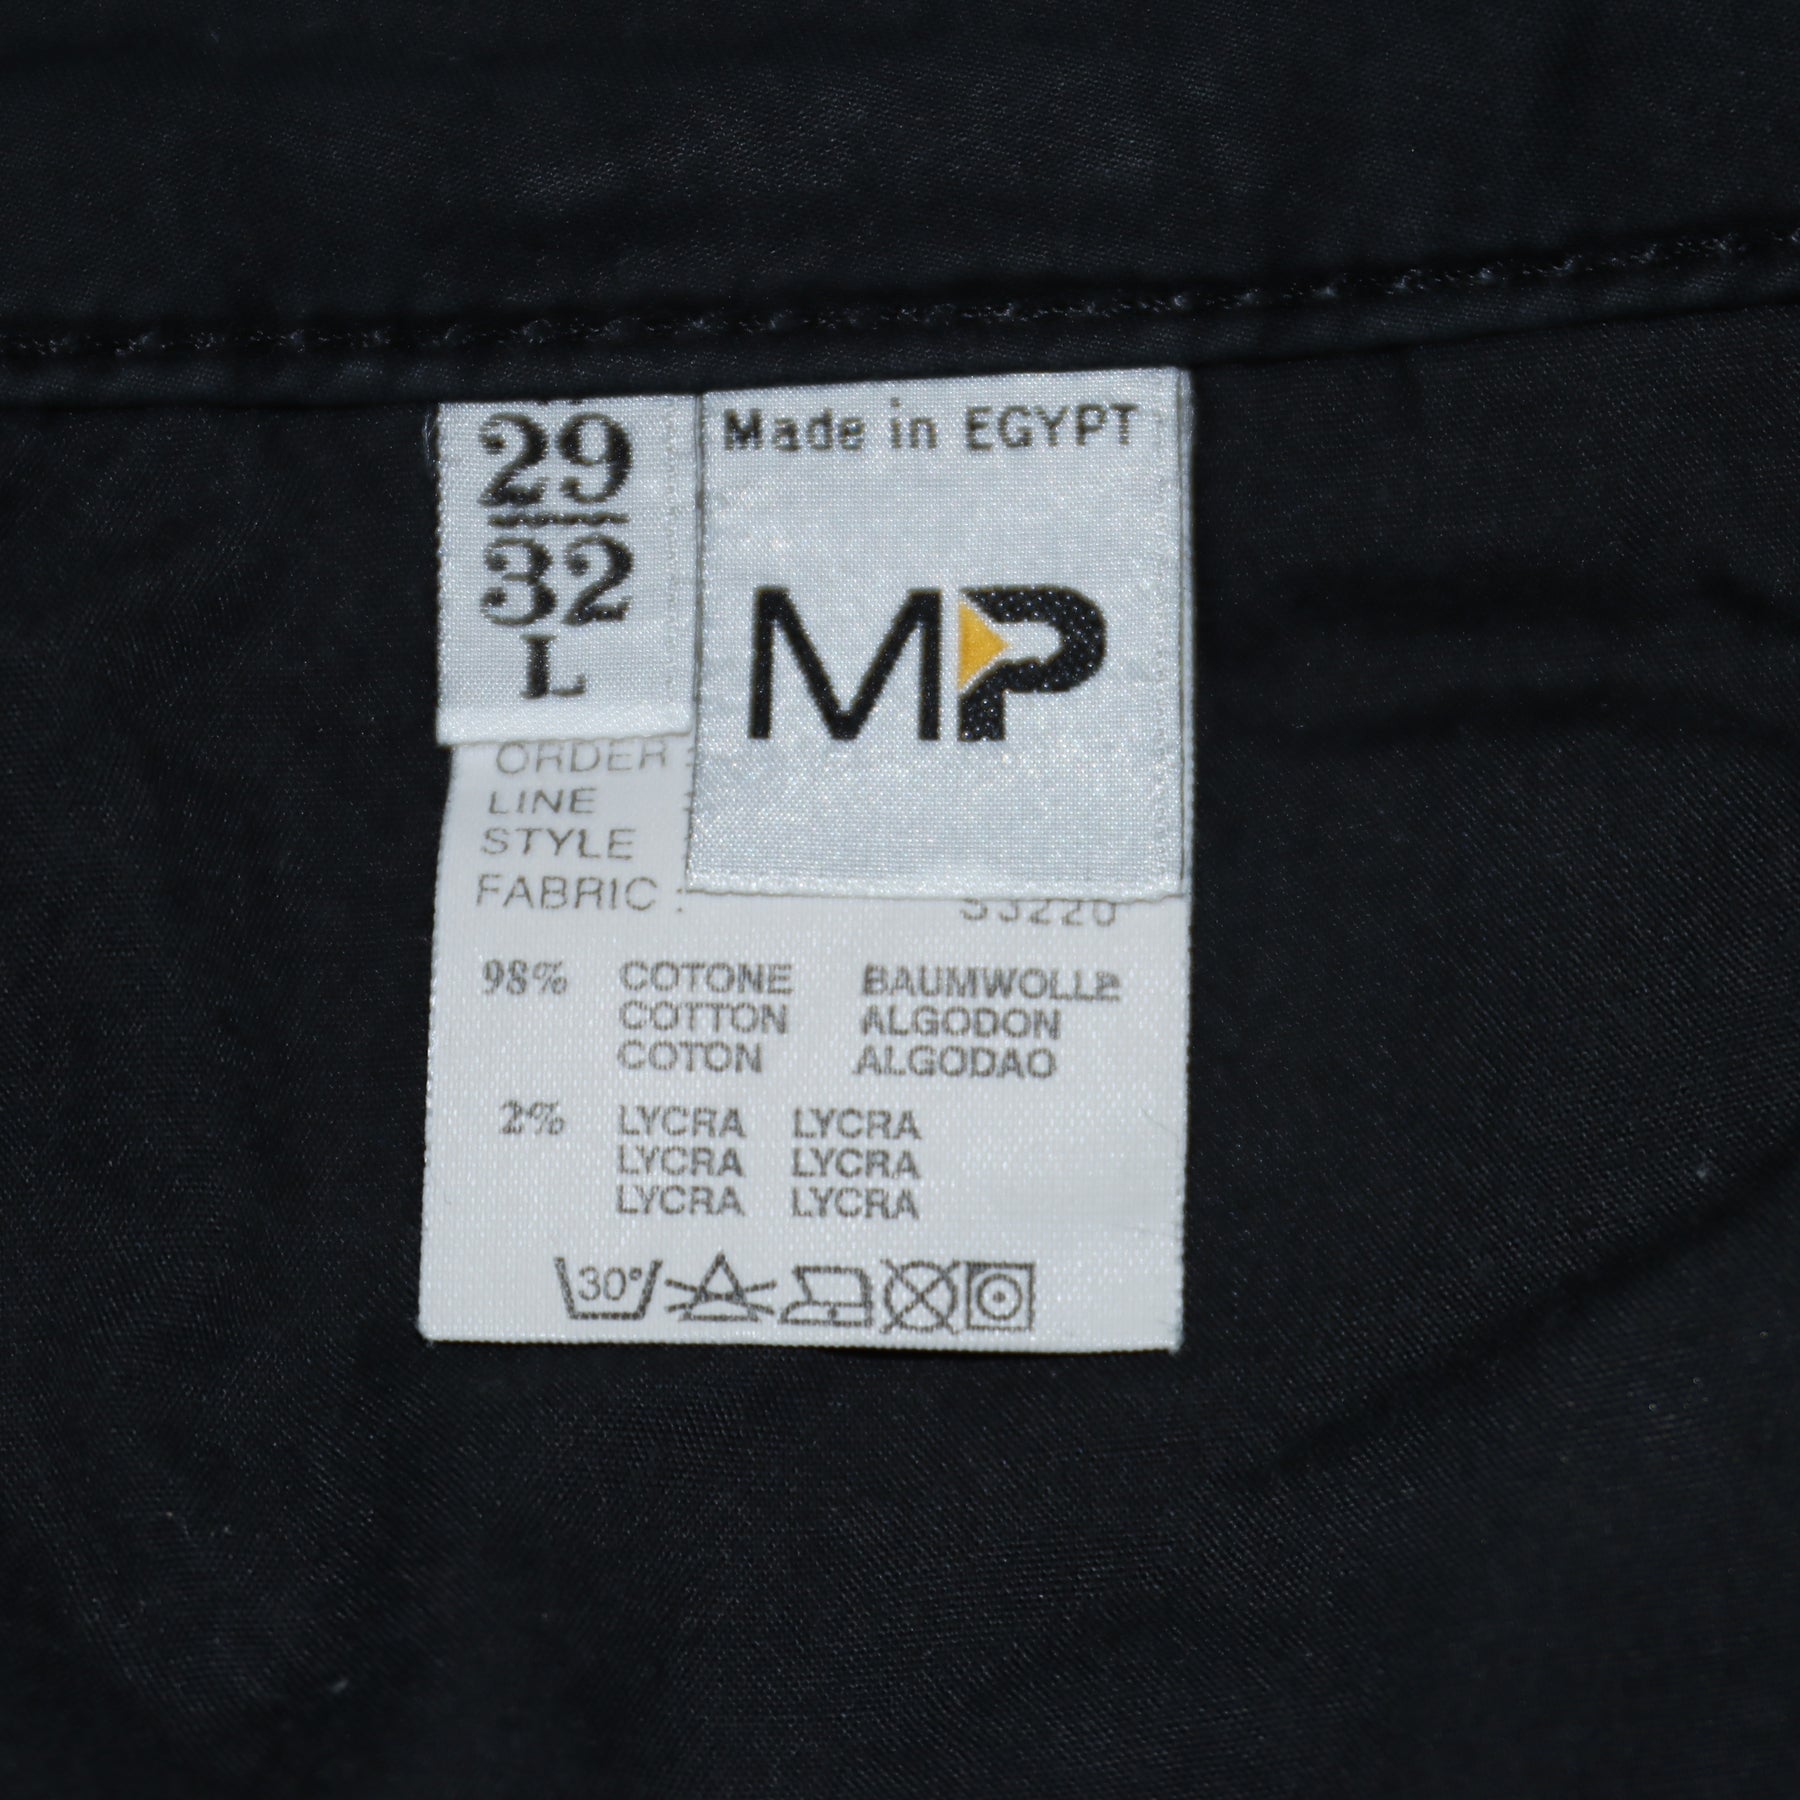 29
32
L
Made in EGYPT
MP
ORDER :
LINE :
STYLE
FABRIC :
98% COTONE BAUMWOLLE
COTTON ALGODON
COTON ALGODAO
2% LYCRA LYCRA
LYCRA LYCRA
LYCRA LYCRA
30°